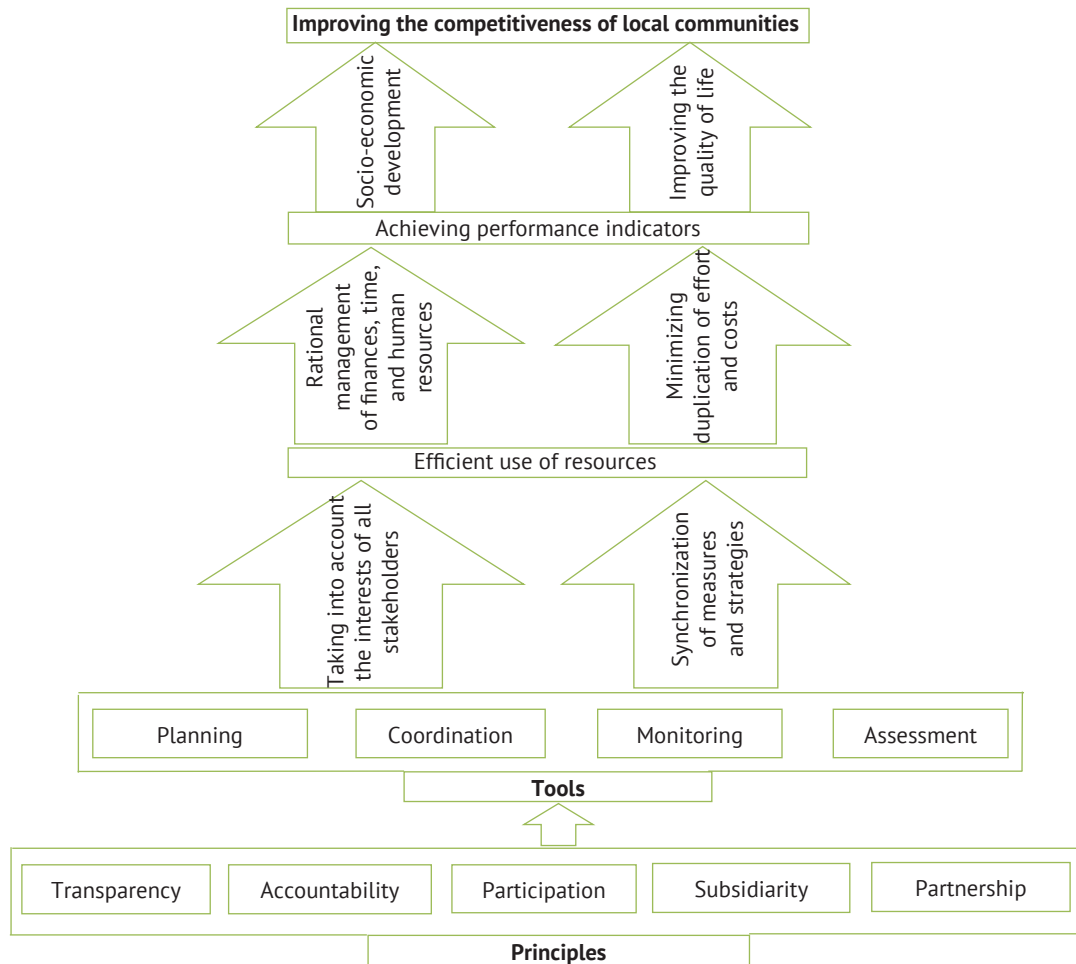 Improving the competitiveness of local communities
Socio-economic
development
Improving the
quality of life
Achieving performance indicators
Rational
management
of finances, time,
and human
resources
Minimizing
duplication of effort
and costs
Efficient use of resources
Taking into account
the interests of all
stakeholders
Synchronization
of measures
and strategies
Planning
Coordination
Monitoring
Assessment
Tools
Transparency
Accountability
Participation
Subsidiarity
Partnership
Principles